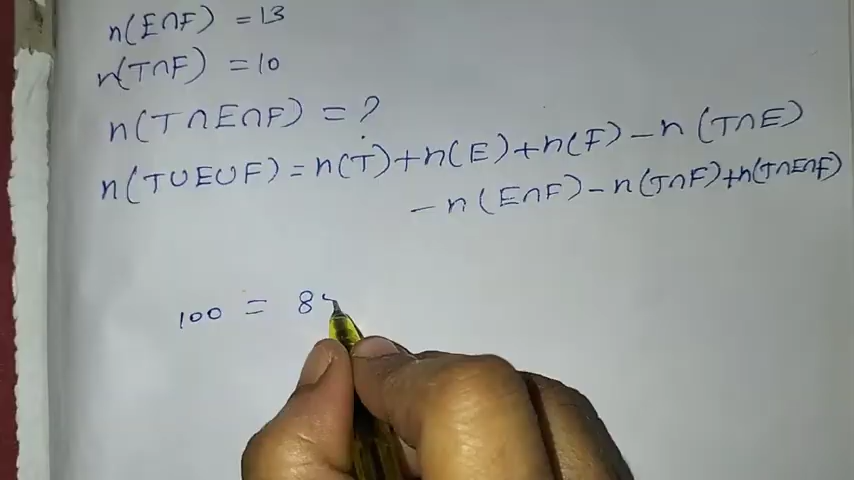 n(E∩F) = 13
n(T∩F) = 10
n(T∩E∩F) = ?
n(T∪E∪F) = n(T) + n(E) + n(F) - n(T∩E)
- n(E∩F) - n(T∩F) + n(T∩E∩F)
100 = 8